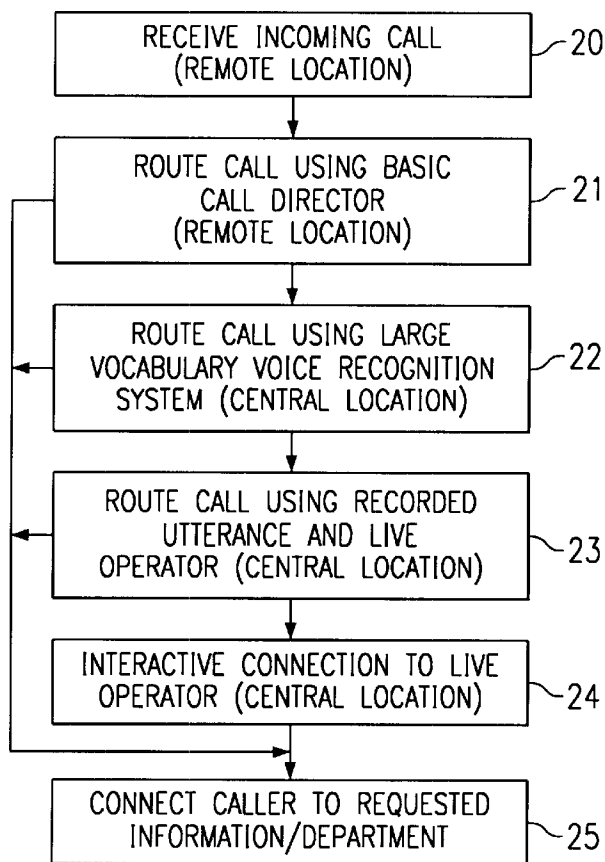 RECEIVE INCOMING CALL
(REMOTE LOCATION)
20
ROUTE CALL USING BASIC
CALL DIRECTOR
(REMOTE LOCATION)
21
ROUTE CALL USING LARGE
VOCABULARY VOICE RECOGNITION
SYSTEM (CENTRAL LOCATION)
22
ROUTE CALL USING RECORDED
UTTERANCE AND LIVE
OPERATOR (CENTRAL LOCATION)
23
INTERACTIVE CONNECTION TO LIVE
OPERATOR (CENTRAL LOCATION)
24
CONNECT CALLER TO REQUESTED
INFORMATION/DEPARTMENT
25